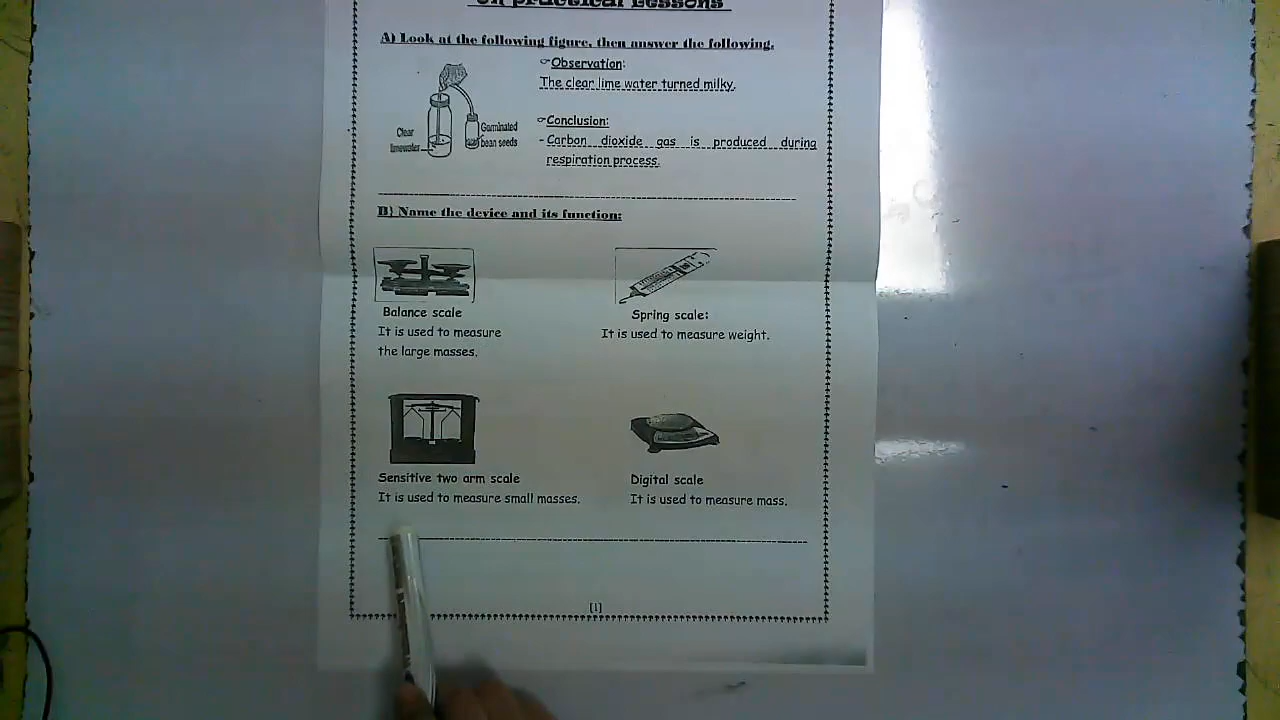 on practical Lessons
A) Look at the following figure, then answer the following.
Observation:
The clear lime water turned milky.
Clear
limewater
Germinated
bean seeds
Conclusion:
- Carbon dioxide gas is produced during
respiration process.
B) Name the device and its function:
Balance scale
It is used to measure
the large masses.
Spring scale:
It is used to measure weight.
Sensitive two arm scale
It is used to measure small masses.
Digital scale
It is used to measure mass.
[1]